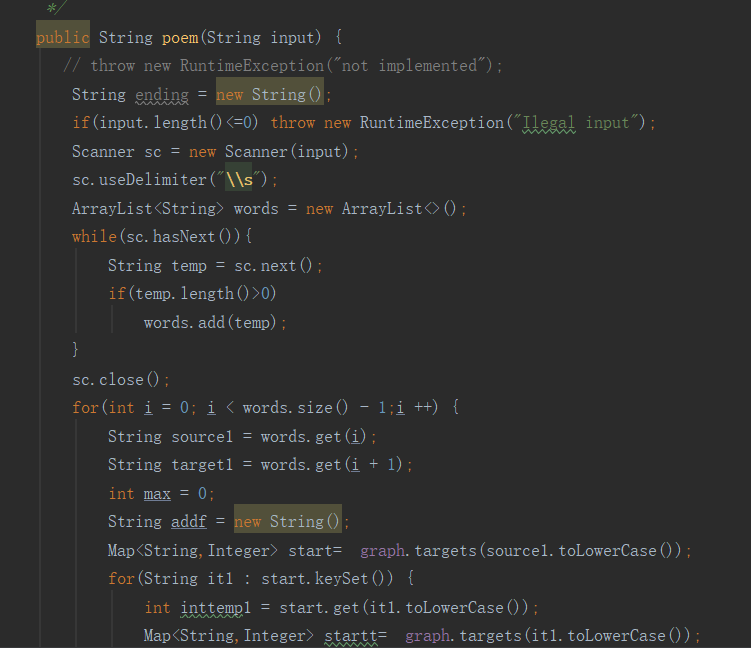 */
public String poem(String input) {
// throw new RuntimeException("not implemented");
String ending = new String();
if(input.length()<=0) throw new RuntimeException("Ilegal input");
Scanner sc = new Scanner(input);
sc.useDelimiter("\\s");
ArrayList<String> words = new ArrayList<>();
while(sc.hasNext()){
String temp = sc.next();
if(temp.length()>0)
words.add(temp);
}
sc.close();
for(int i = 0; i < words.size() - 1;i ++) {
String source1 = words.get(i);
String target1 = words.get(i + 1);
int max = 0;
String addf = new String();
Map<String,Integer> start=  graph.targets(source1.toLowerCase());
for(String it1 : start.keySet()) {
int inttemp1 = start.get(it1.toLowerCase());
Map<String,Integer> startt=  graph.targets(it1.toLowerCase());